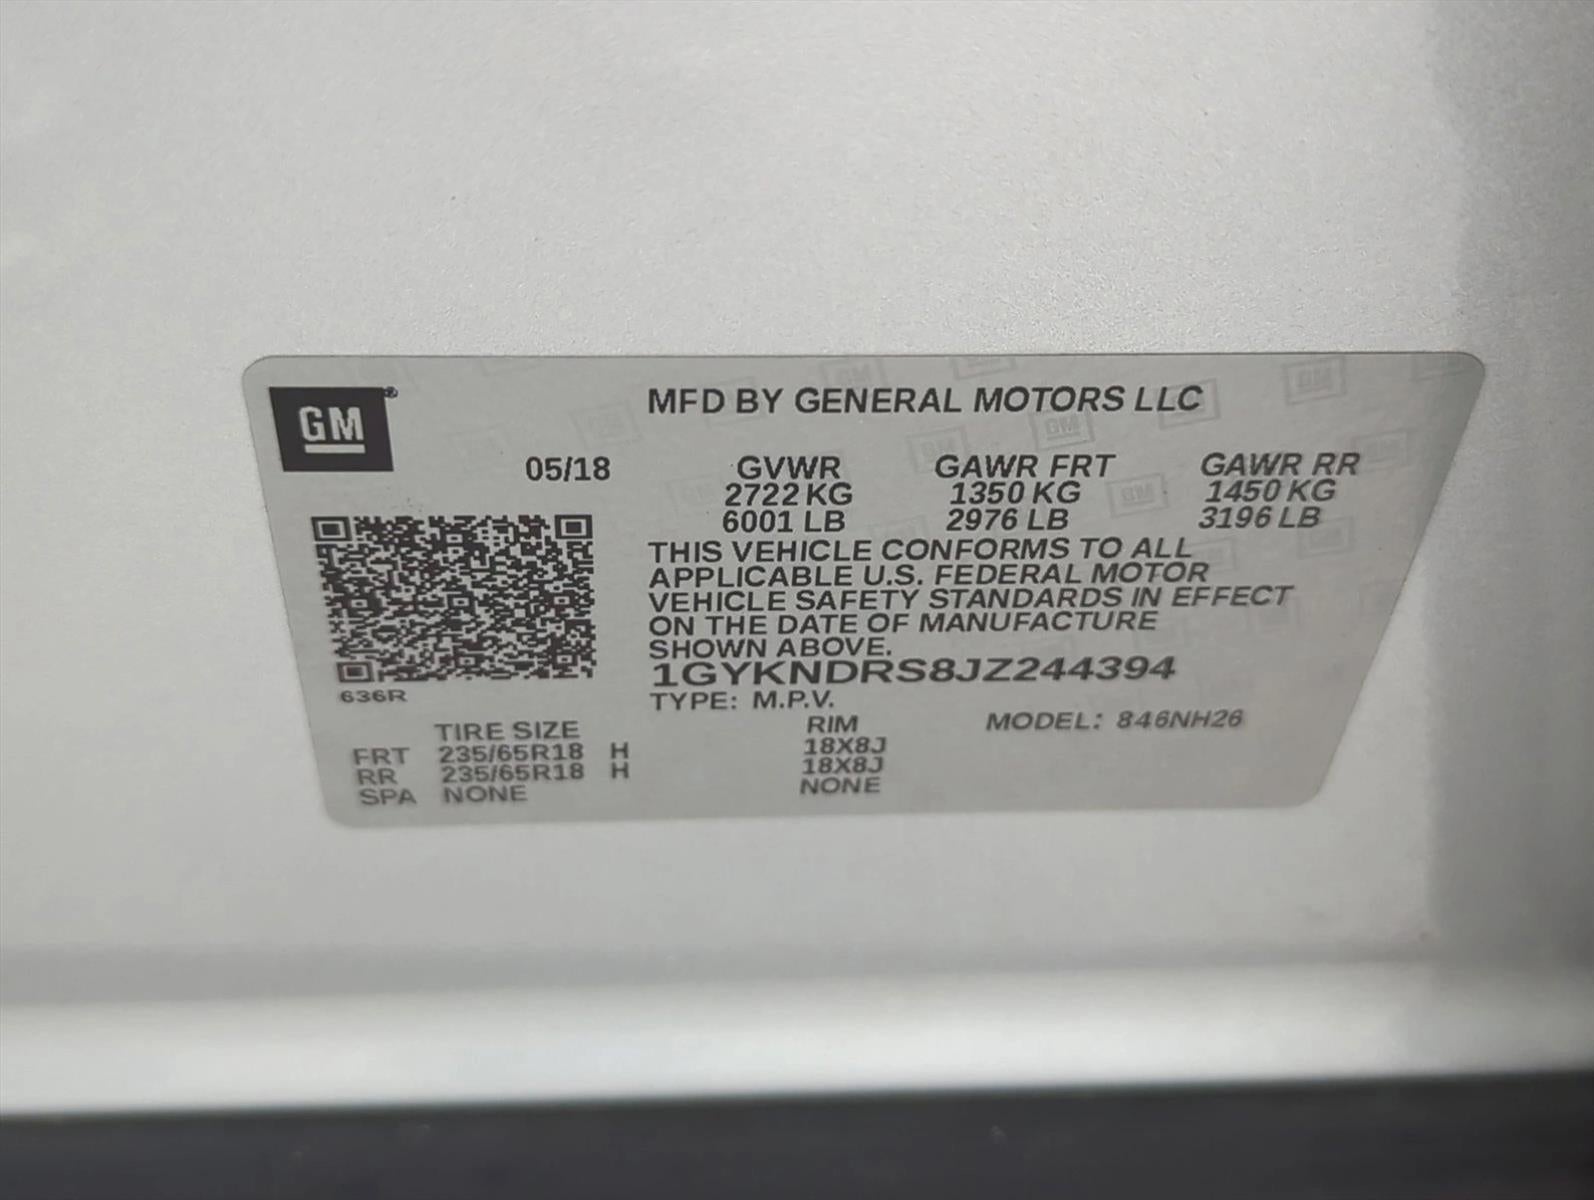 GM
MFD BY GENERAL MOTORS LLC
05/18 GVWR GAWR FRT GAWR RR
2722 KG 1350 KG 1450 KG
6001 LB 2976 LB 3196 LB
THIS VEHICLE CONFORMS TO ALL
APPLICABLE U.S. FEDERAL MOTOR
VEHICLE SAFETY STANDARDS IN EFFECT
ON THE DATE OF MANUFACTURE
SHOWN ABOVE.
1GYKNDRS8JZ244394
636R
TYPE: M.P.V.
TIRE SIZE RIM MODEL: 846NH26
FRT 235/65R18 H 18X8J
RR 235/65R18 H 18X8J
SPA NONE NONE